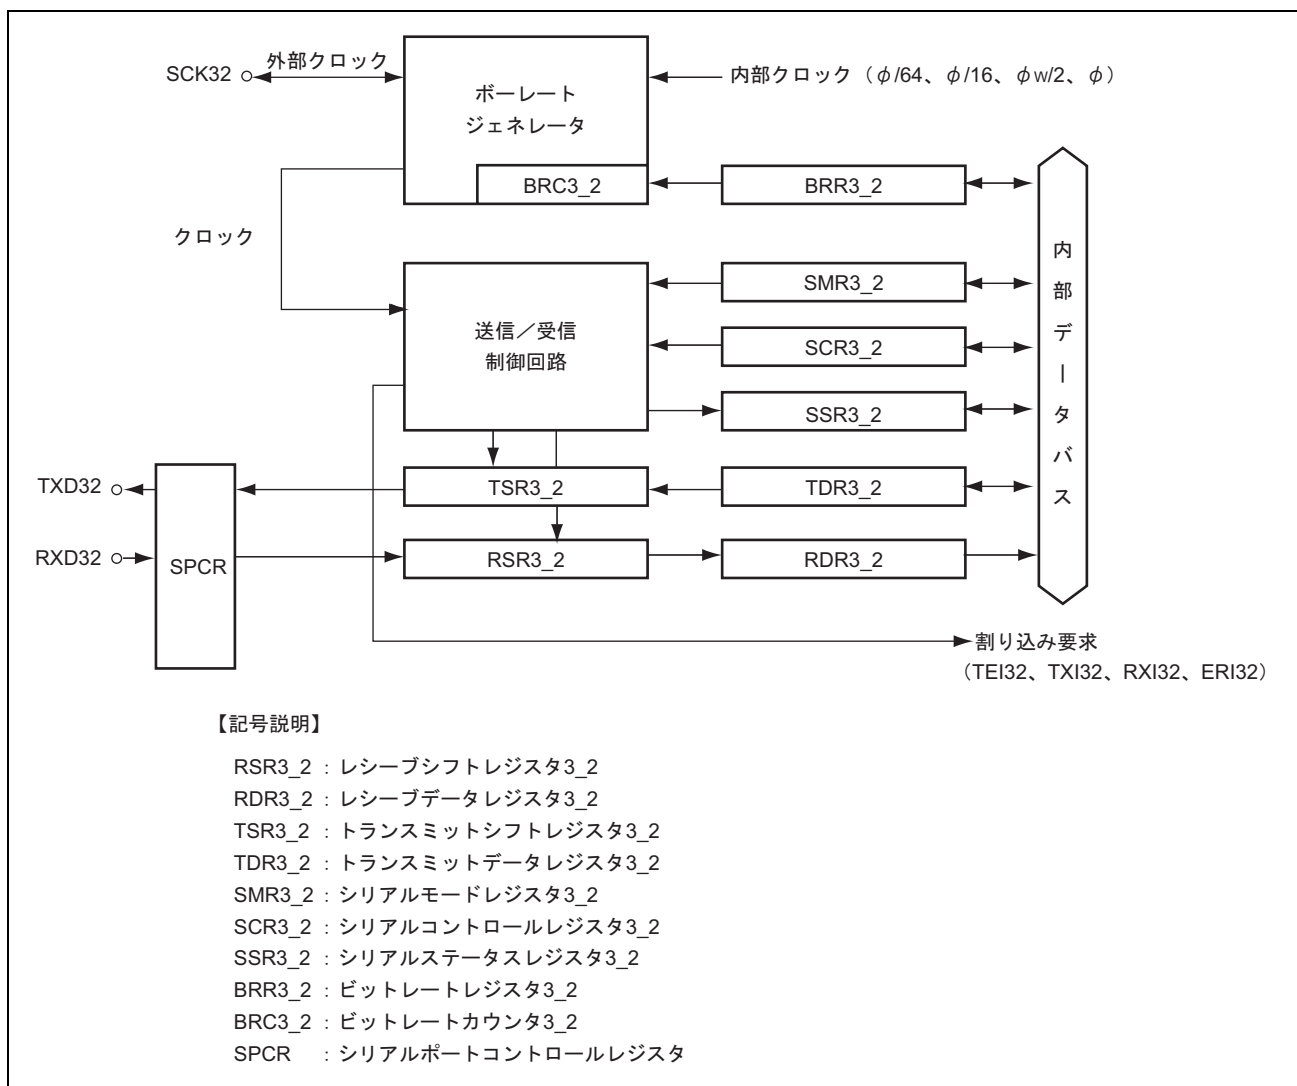 SCK32
外部クロック
ボーレート
ジェネレータ
内部クロック（φ/64、φ/16、φw/2、φ）
BRC3_2
BRR3_2
クロック
内部データバス
送信／受信
制御回路
SMR3_2
SCR3_2
SSR3_2
TXD32
TSR3_2
TDR3_2
RXD32
SPCR
RSR3_2
RDR3_2
割り込み要求
（TEI32、TXI32、RXI32、ERI32）
【記号説明】
RSR3_2 : レシーブシフトレジスタ3_2
RDR3_2 : レシーブデータレジスタ3_2
TSR3_2 : トランスミットシフトレジスタ3_2
TDR3_2 : トランスミットデータレジスタ3_2
SMR3_2 : シリアルモードレジスタ3_2
SCR3_2 : シリアルコントロールレジスタ3_2
SSR3_2 : シリアルステータスレジスタ3_2
BRR3_2 : ビットレートレジスタ3_2
BRC3_2 : ビットレートカウンタ3_2
SPCR : シリアルポートコントロールレジスタ